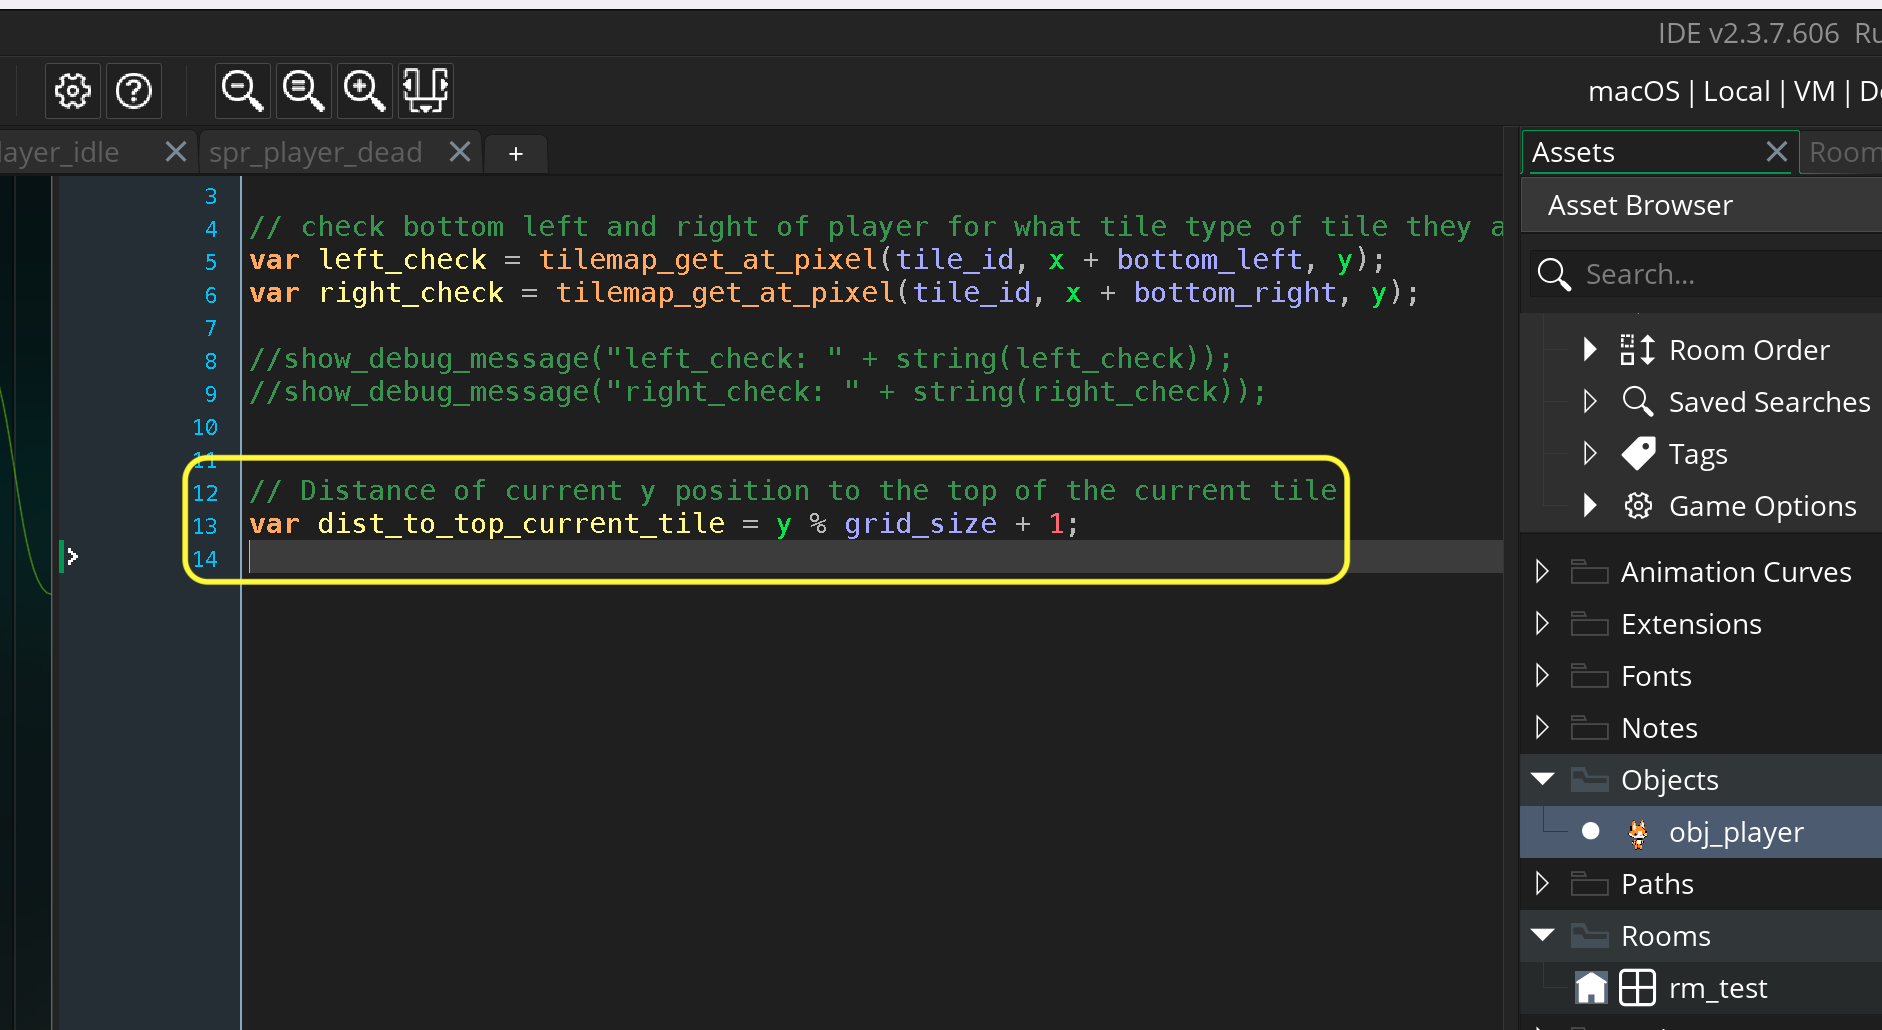 IDE v2.3.7.606 Ru
macOS | Local | VM | De
layer_idle
spr_player_dead
+
Assets
Room
Asset Browser
Search...
3
4 // check bottom left and right of player for what tile type of tile they a
5 var left_check = tilemap_get_at_pixel(tile_id, x + bottom_left, y);
6 var right_check = tilemap_get_at_pixel(tile_id, x + bottom_right, y);
7
8 //show_debug_message("left_check: " + string(left_check));
9 //show_debug_message("right_check: " + string(right_check));
10
11
12 // Distance of current y position to the top of the current tile
13 var dist_to_top_current_tile = y % grid_size + 1;
14
Room Order
Saved Searches
Tags
Game Options
Animation Curves
Extensions
Fonts
Notes
Objects
obj_player
Paths
Rooms
rm_test